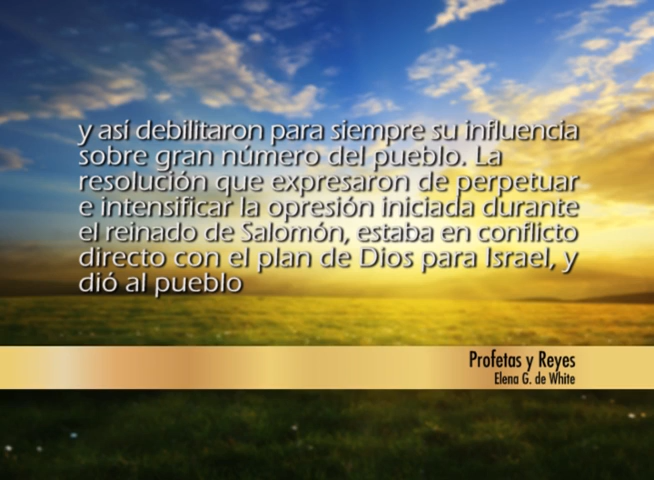 y así debilitaron para siempre su influencia
sobre gran número del pueblo. La
resolución que expresaron de perpetuar
e intensificar la opresión iniciada durante
el reinado de Salomón, estaba en conflicto
directo con el plan de Dios para Israel, y
dió al pueblo
Profetas y Reyes
Elena G. de White